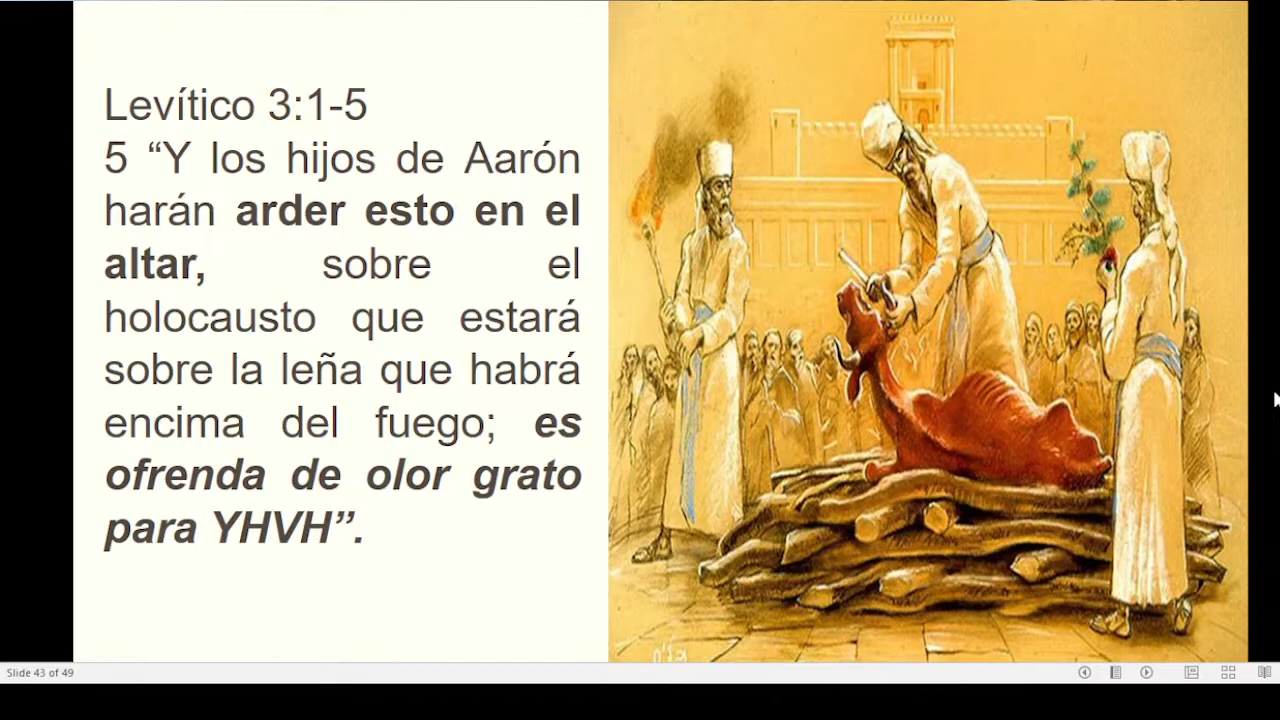 Levítico 3:1-5
5 “Y los hijos de Aarón
harán arder esto en el
altar, sobre el
holocausto que estará
sobre la leña que habrá
encima del fuego; es
ofrenda de olor grato
para YHVH”.
Slide 43 of 49